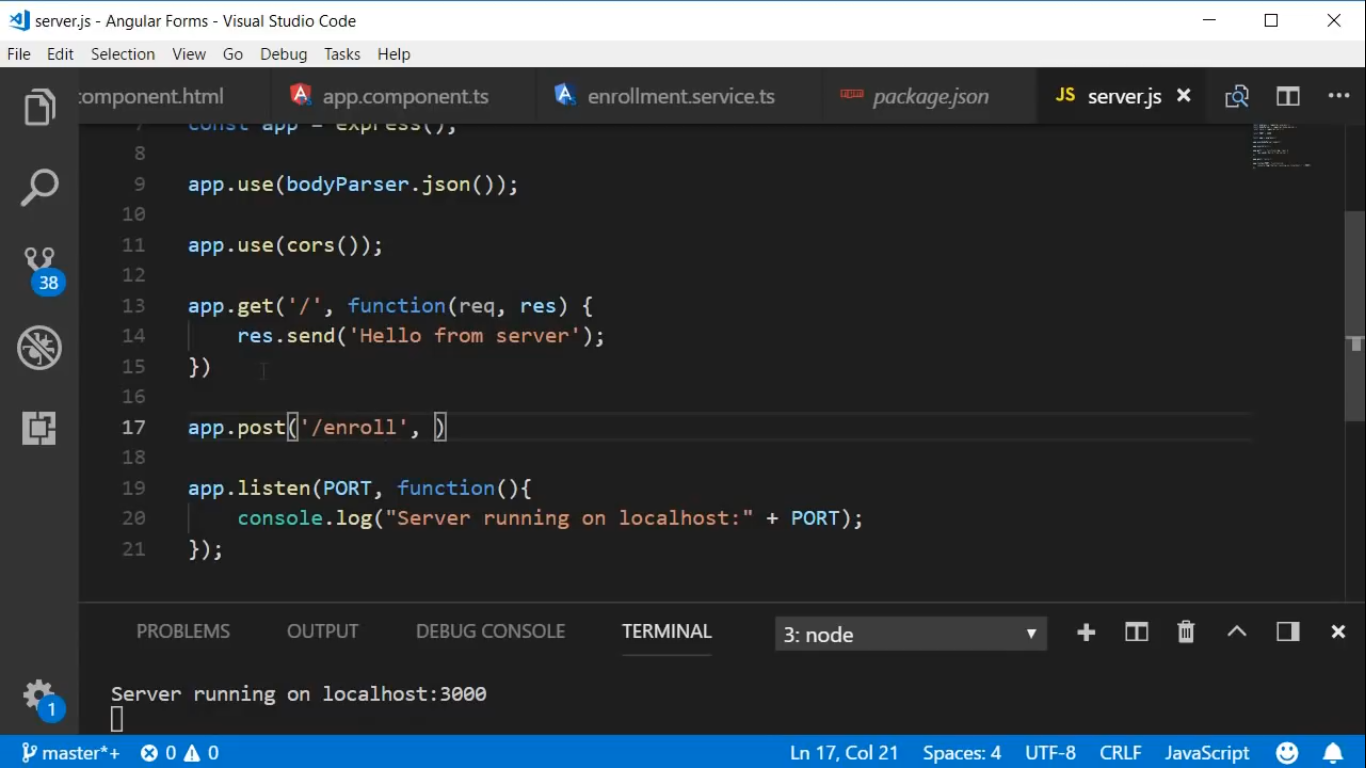 server.js - Angular Forms - Visual Studio Code
File Edit Selection View Go Debug Tasks Help
component.html app.component.ts enrollment.service.ts package.json JS server.js
7 const app = express();
8
9 app.use(bodyParser.json());
10
11 app.use(cors());
12
13 app.get('/', function(req, res) {
14 res.send('Hello from server');
15 })
16
17 app.post('/enroll', )
18
19 app.listen(PORT, function(){
20 console.log("Server running on localhost:" + PORT);
21 });
38
1
PROBLEMS OUTPUT DEBUG CONSOLE TERMINAL 3: node
Server running on localhost:3000
master*+ 0 0 Ln 17, Col 21 Spaces: 4 UTF-8 CRLF JavaScript